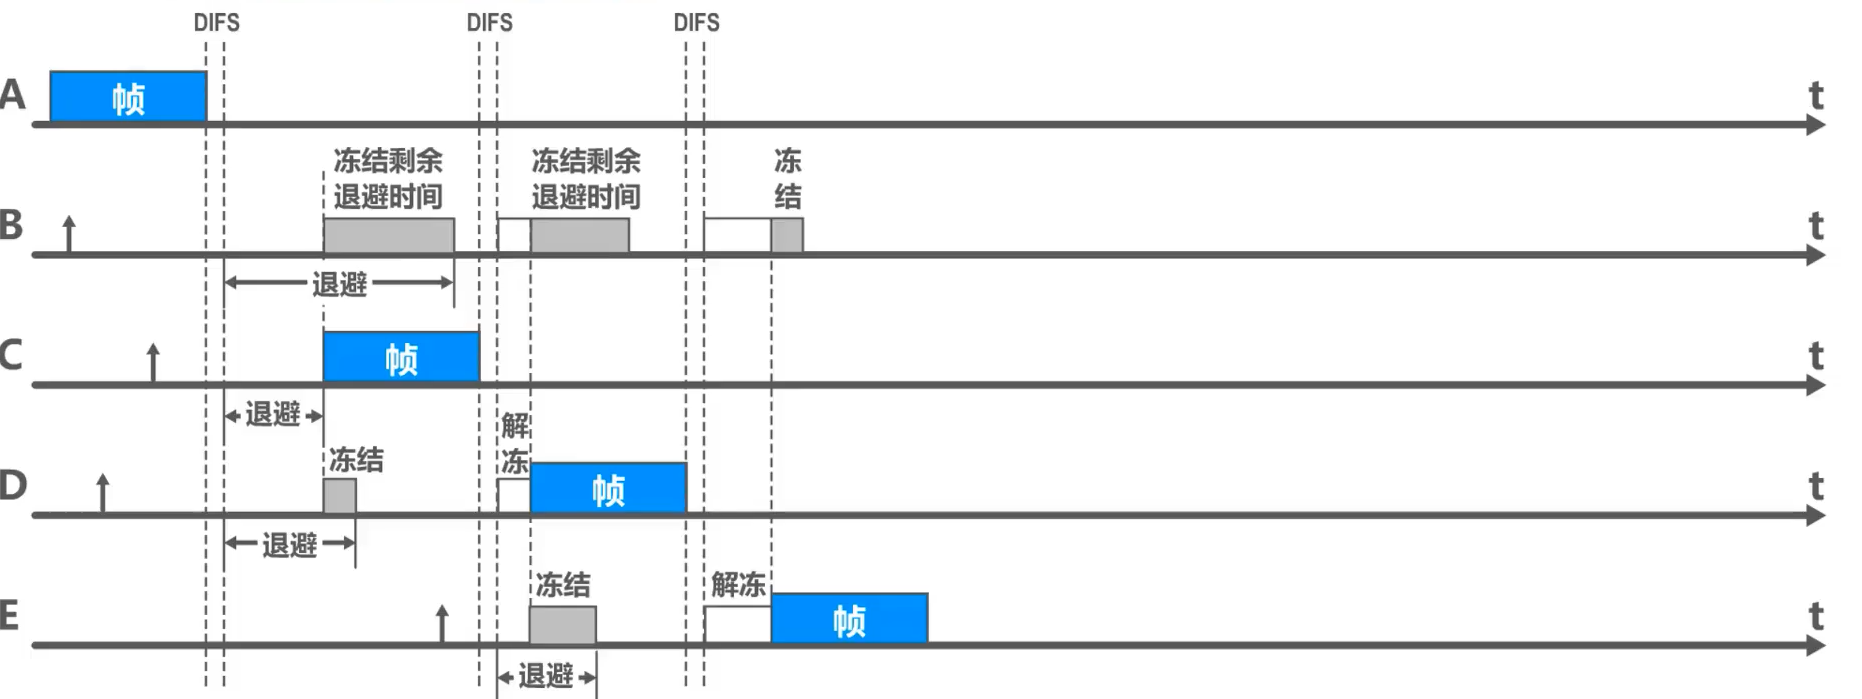 DIFS DIFS DIFS
A 帧 t
冻结剩余 冻结剩余 冻
退避时间 退避时间 结
B t
退避
C 帧 t
退避 解
冻结 冻
D 帧 t
退避
冻结 解冻
E 帧 t
退避